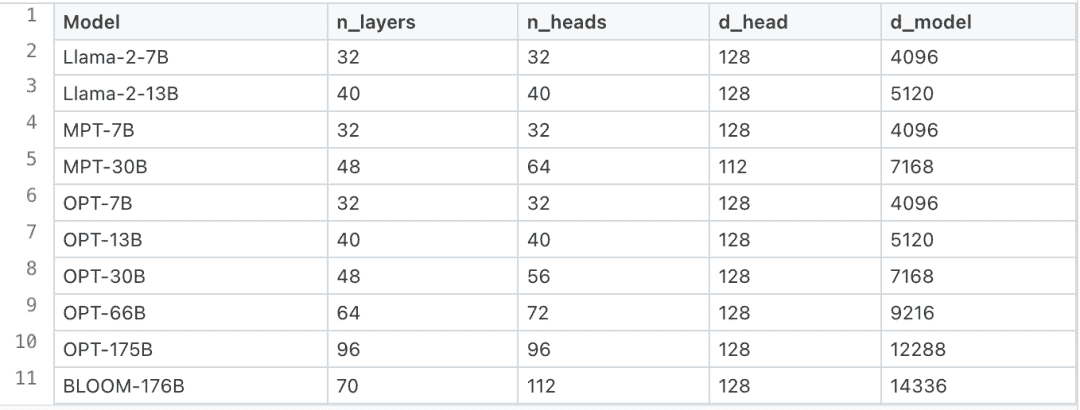 1 Model n_layers n_heads d_head d_model
2 Llama-2-7B 32 32 128 4096
3 Llama-2-13B 40 40 128 5120
4 MPT-7B 32 32 128 4096
5 MPT-30B 48 64 112 7168
6 OPT-7B 32 32 128 4096
7 OPT-13B 40 40 128 5120
8 OPT-30B 48 56 128 7168
9 OPT-66B 64 72 128 9216
10 OPT-175B 96 96 128 12288
11 BLOOM-176B 70 112 128 14336